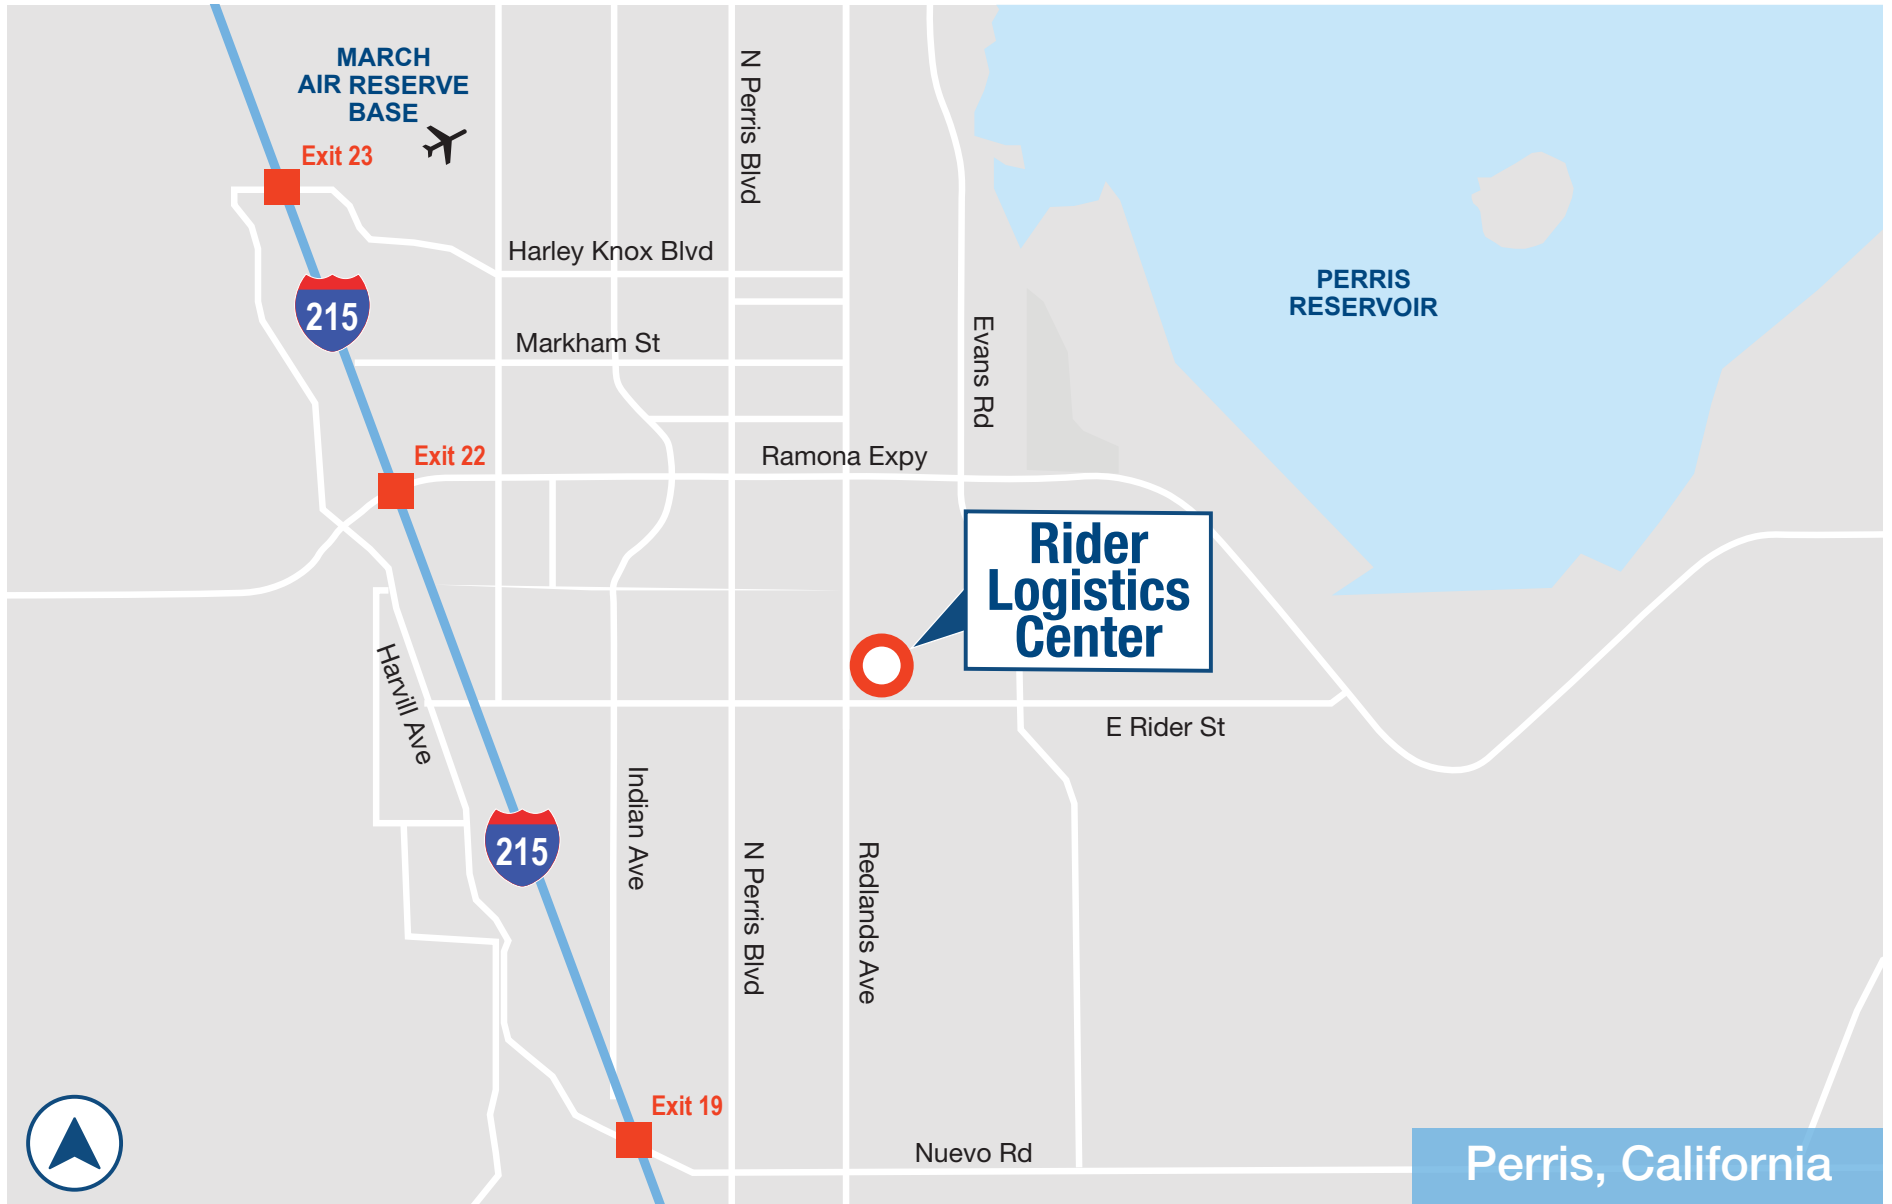 MARCH
AIR RESERVE
BASE
Exit 23
N Perris Blvd
Harley Knox Blvd
215
PERRIS
RESERVOIR
Markham St
Evans Rd
Exit 22
Ramona Expy
Rider
Logistics
Center
Harvill Ave
E Rider St
Indian Ave
215
N Perris Blvd
Redlands Ave
Exit 19
Nuevo Rd
Perris, California